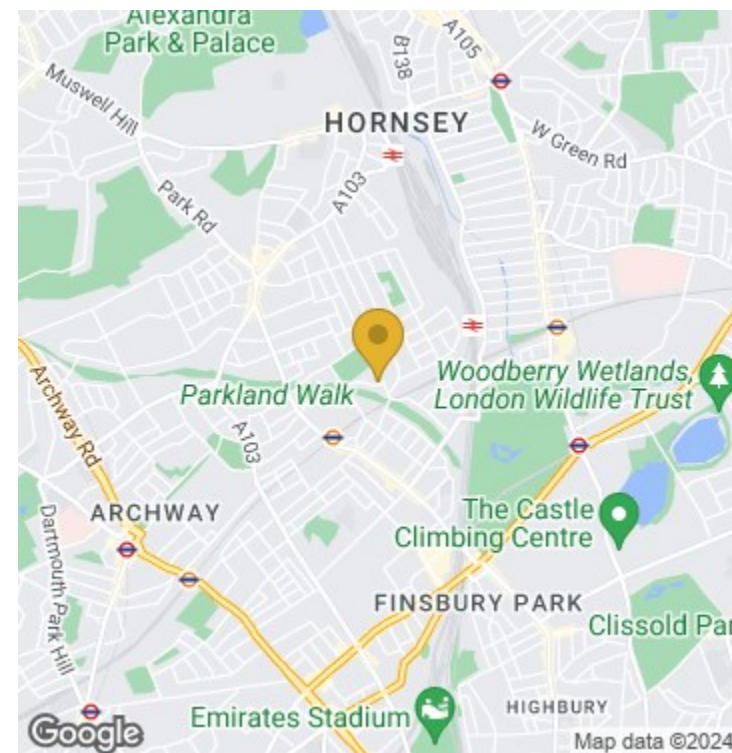 Alexandra
Park & Palace
A105
B138
Muswell Hill
HORNSEY
W Green Rd
A103
Park Rd
Woodberry Wetlands,
London Wildlife Trust
Parkland Walk
Archway Rd
A103
The Castle
Climbing Centre
ARCHWAY
Dartmouth Park Hill
FINSBURY PARK
Clissold Par
Emirates Stadium
HIGHBURY
Google
Map data ©2024